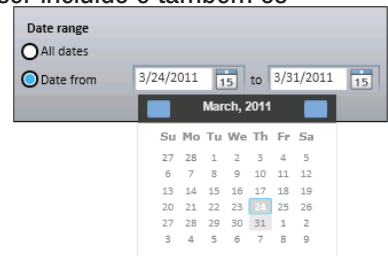 Date range
All dates
Date from 3/24/2011 15 to 3/31/2011 15
March, 2011
Su Mo Tu We Th Fr Sa
27 28 1 2 3 4 5
6 7 8 9 10 11 12
13 14 15 16 17 18 19
20 21 22 23 24 25 26
27 28 29 30 31 1 2
3 4 5 6 7 8 9